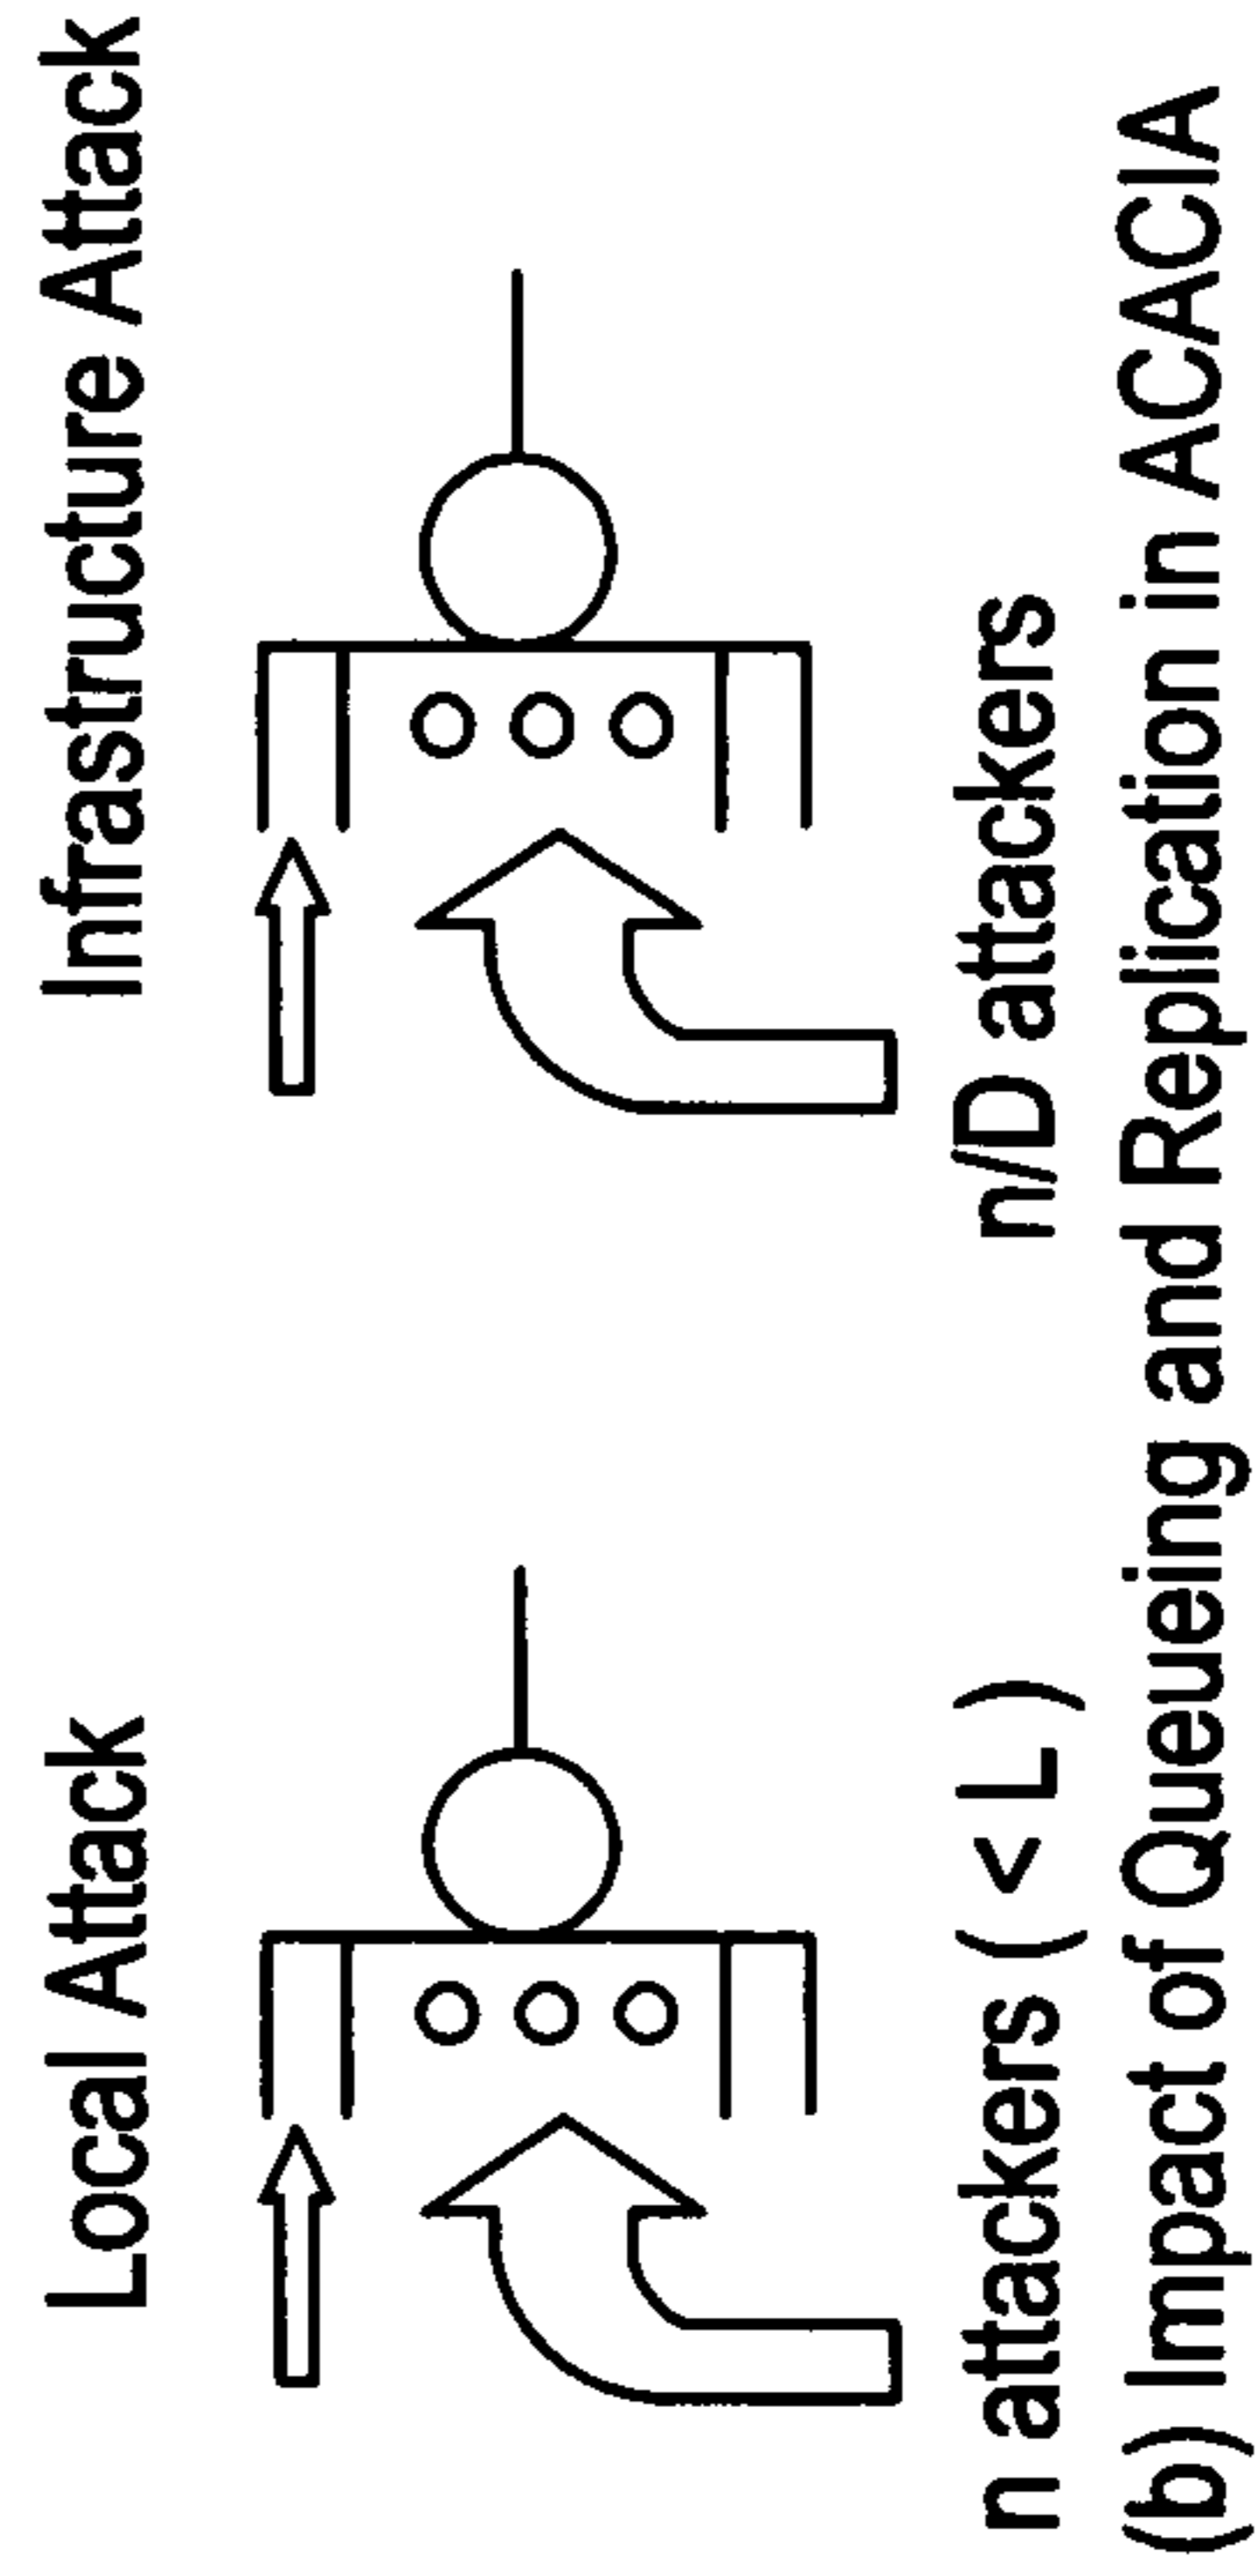 Local Attack
Infrastructure Attack
n attackers ( < L )
n/D attackers
(b) Impact of Queueing and Replication in ACACIA